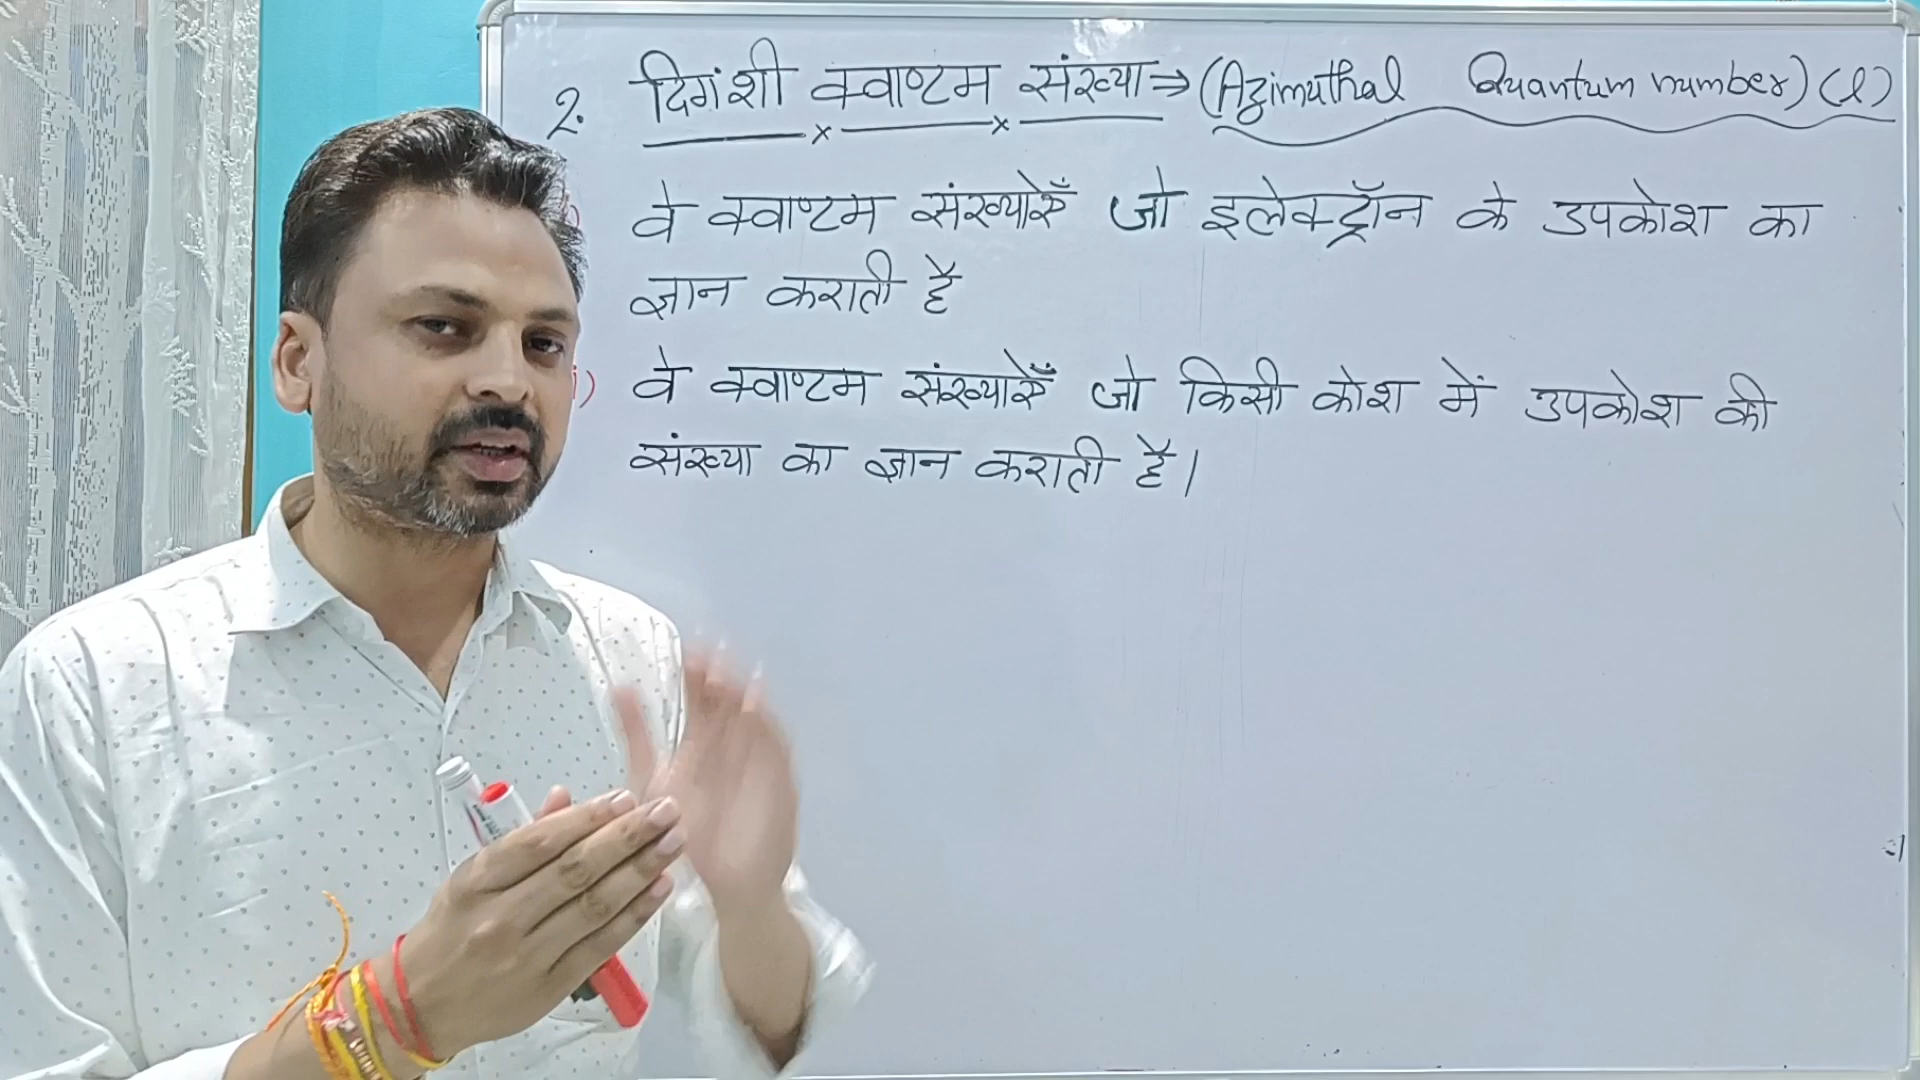 2. दिगंशी क्वाण्टम संख्या → (Azimuthal Quantum number) (l)
वे क्वाण्टम संख्याएँ जो इलेक्ट्रॉन के उपकोश का
ज्ञान कराती है
i) वे क्वाण्टम संख्याएँ जो किसी कोश में उपकोश की
संख्या का ज्ञान कराती है।